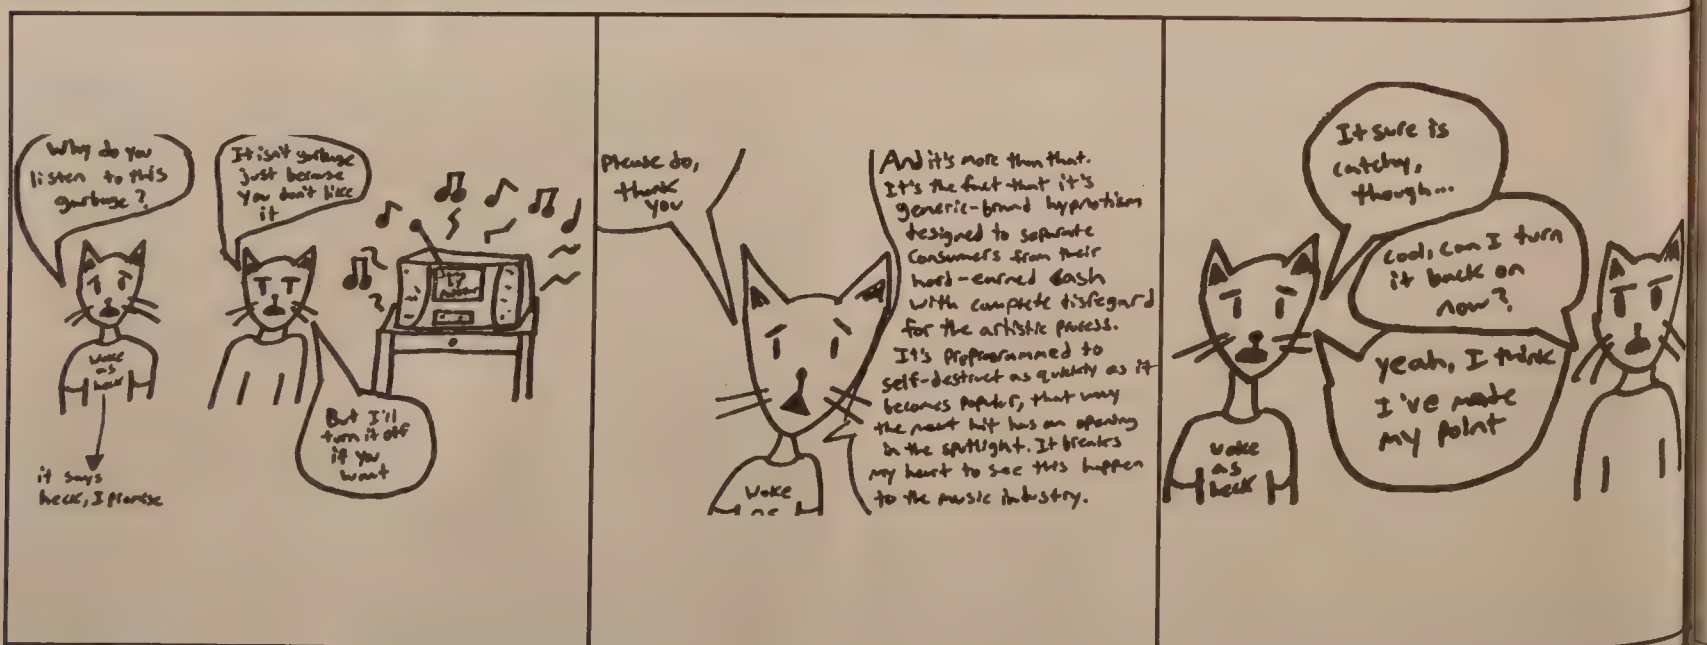 Why do you
listen to this
garbage?
It isn't garbage
just because
you don't like
it
But I'll
turn it off
if you
want
Woke
as
heck
it says
heck, I promise
Please do,
thank
you
And it's more than that.
It's the fact that it's
generic-brand hypnotism
designed to separate
consumers from their
hard-earned cash
with complete disregard
for the artistic process.
It's preprogrammed to
self-destruct as quickly as it
becomes popular, that way
the next hit has an opening
in the spotlight. It breaks
my heart to see this happen
to the music industry.
Woke
as
It sure is
catchy,
though...
cool, can I turn
it back on
now?
yeah, I think
I've made
my point
woke
as
heck